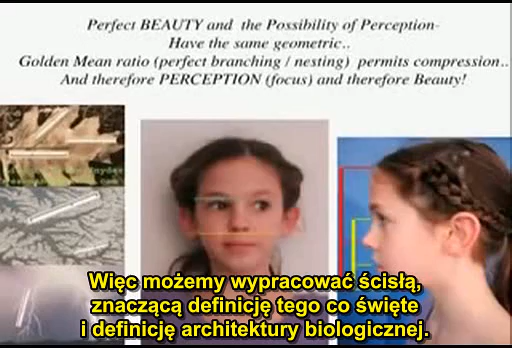 Perfect BEAUTY and the Possibility of Perception-
Have the same geometric..
Golden Mean ratio (perfect branching / nesting) permits compression..
And therefore PERCEPTION (focus) and therefore Beauty!
Więc możemy wypracować ścisłą,
znaczącą definicję tego co święte
i definicję architektury biologicznej.